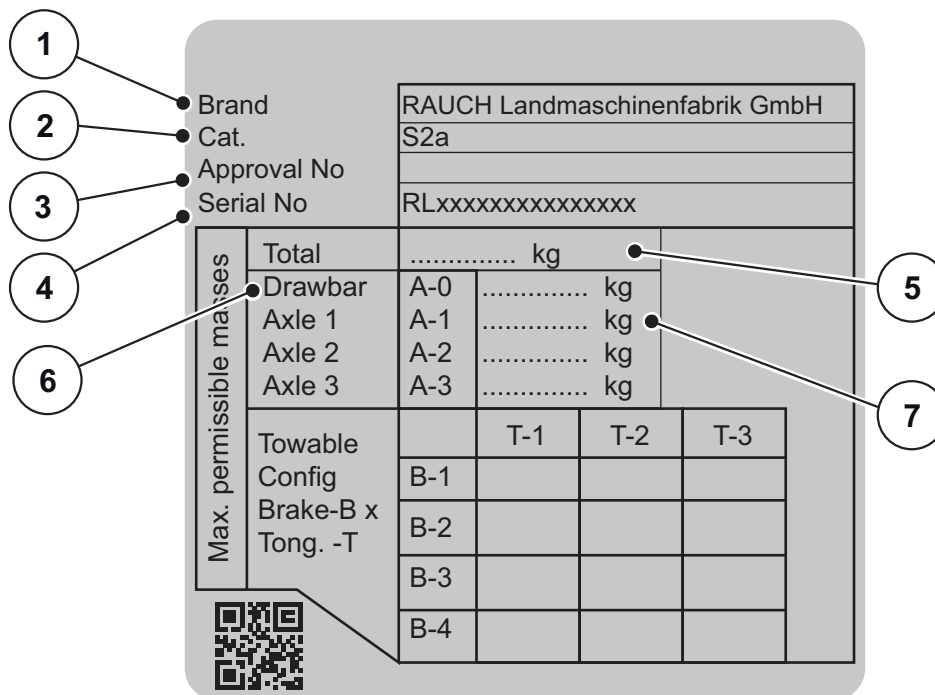 1
Brand RAUCH Landmaschinenfabrik GmbH
2
Cat. S2a
Approval No
3
Serial No RLxxxxxxxxxxxxxxx
4
Max. permissible masses
Total .............. kg
5
Drawbar A-0 .............. kg
Axle 1 A-1 .............. kg
Axle 2 A-2 .............. kg
6
Axle 3 A-3 .............. kg
7
T-1 T-2 T-3
Towable
Config B-1
Brake-B x
Tong. -T B-2
B-3
B-4